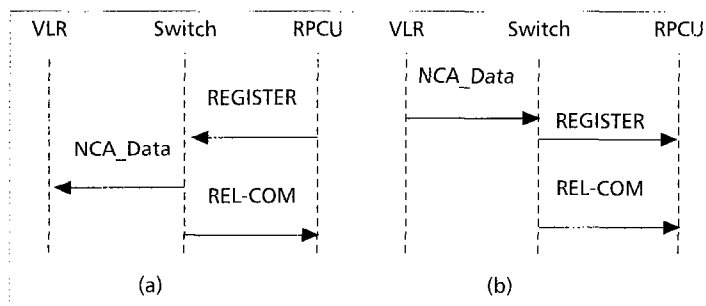 VLR Switch RPCU
REGISTER
NCA_Data
REL-COM
(a)
VLR Switch RPCU
NCA_Data
REGISTER
REL-COM
(b)